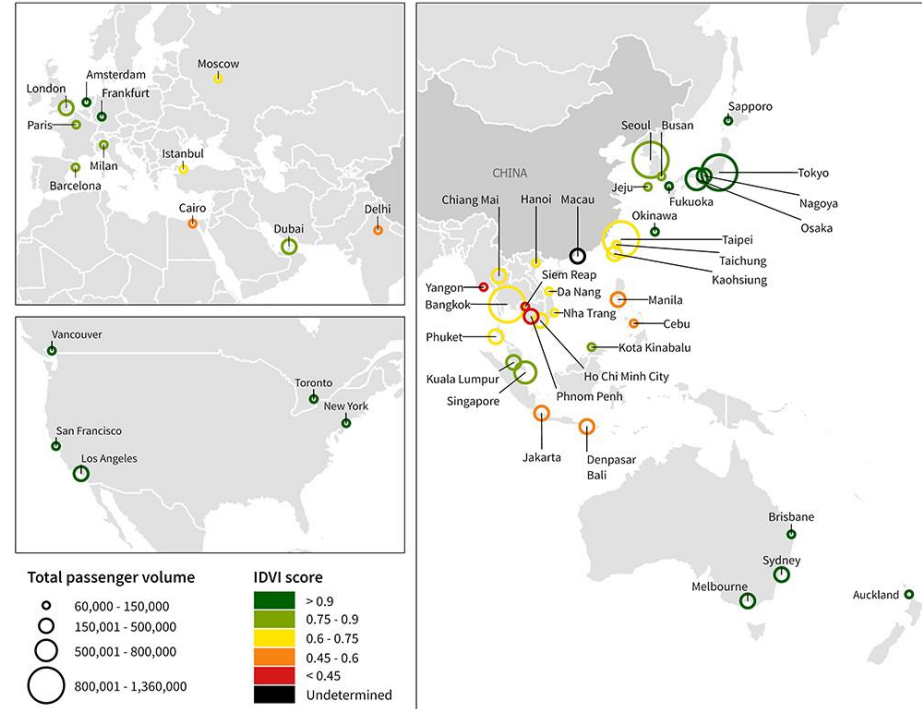 Moscow
London
Amsterdam
Frankfurt
Paris
Milan
Istanbul
Barcelona
Cairo
Dubai
Delhi
Vancouver
Toronto
New York
San Francisco
Los Angeles
Total passenger volume
60,000 - 150,000
150,001 - 500,000
500,001 - 800,000
800,001 - 1,360,000
IDVI score
> 0.9
0.75 - 0.9
0.6 - 0.75
0.45 - 0.6
< 0.45
Undetermined
Sapporo
Seoul
Busan
CHINA
Jeju
Fukuoka
Tokyo
Nagoya
Osaka
Chiang Mai
Hanoi
Macau
Okinawa
Taipei
Taichung
Kaohsiung
Siem Reap
Yangon
Da Nang
Bangkok
Nha Trang
Manila
Cebu
Phuket
Kota Kinabalu
Kuala Lumpur
Ho Chi Minh City
Singapore
Phnom Penh
Jakarta
Denpasar
Bali
Brisbane
Sydney
Melbourne
Auckland